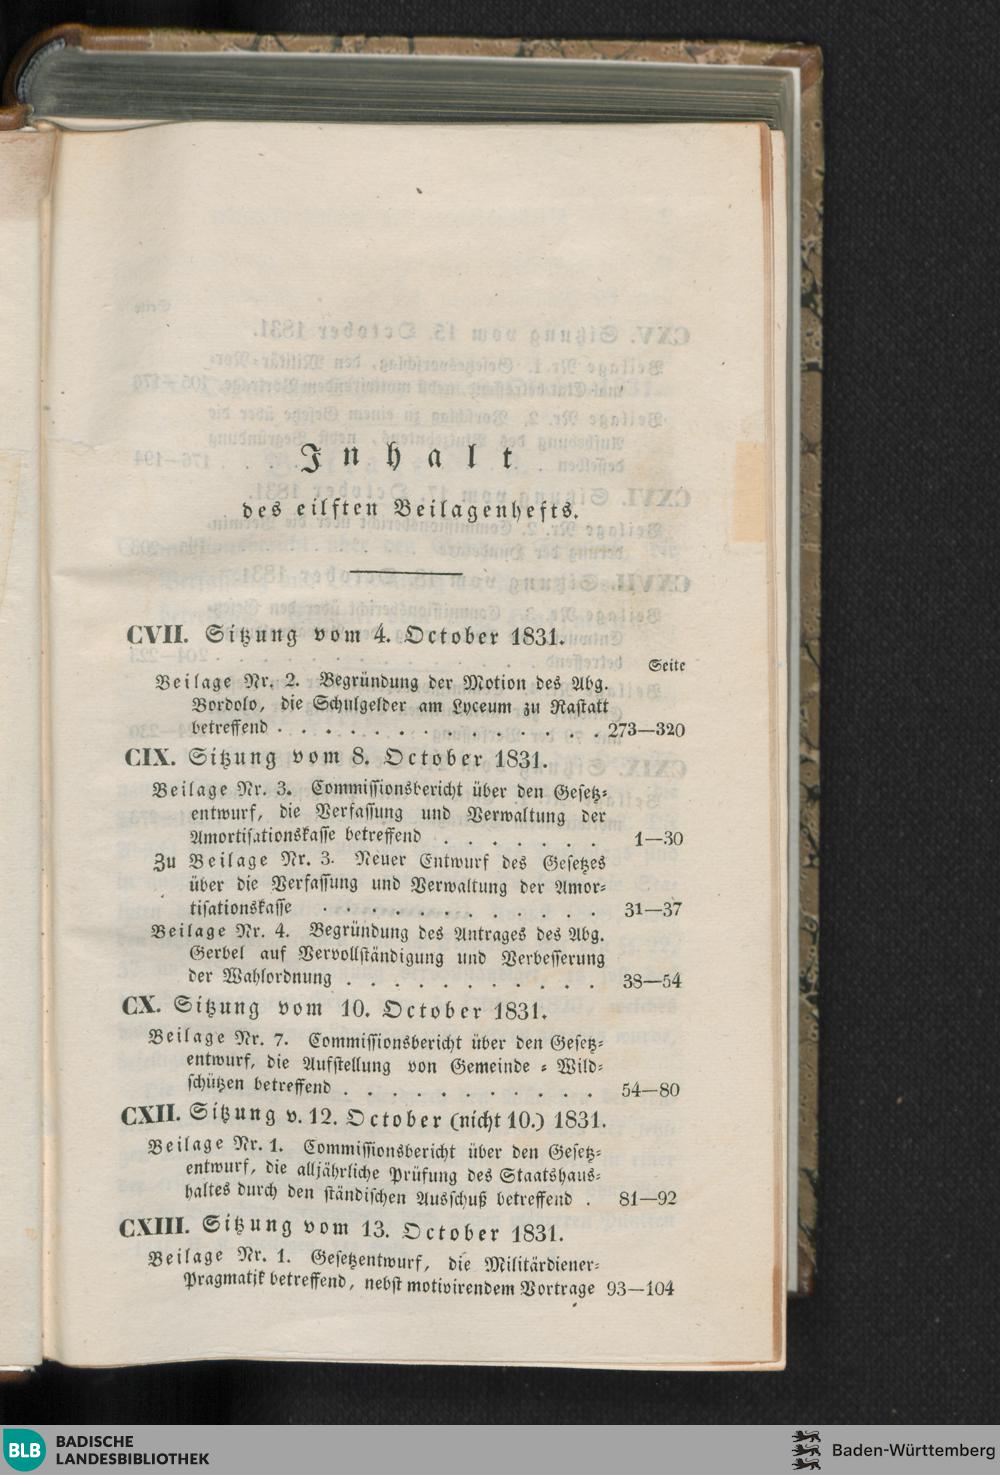 Inhalt
des eilften Beilagenhefts.
CVII. Sitzung vom 4. October 1831.
Seite
Beilage Nr. 2. Begründung der Motion des Abg.
Bordolo, die Schulgelder am Lyceum zu Rastatt
betreffend . . . . . . . . . . . . . . 273—320
CIX. Sitzung vom 8. October 1831.
Beilage Nr. 3. Commissionsbericht über den Gesetz-
entwurf, die Verfassung und Verwaltung der
Amortisationskasse betreffend . . . . . . . 1—30
Zu Beilage Nr. 3. Neuer Entwurf des Gesetzes
über die Verfassung und Verwaltung der Amor-
tisationskasse . . . . . . . . . . . . 31—37
Beilage Nr. 4. Begründung des Antrages des Abg.
Gerbel auf Vervollständigung und Verbesserung
der Wahlordnung . . . . . . . . . . . 38—54
CX. Sitzung vom 10. October 1831.
Beilage Nr. 7. Commissionsbericht über den Gesetz-
entwurf, die Aufstellung von Gemeinde-Wild-
schützen betreffend . . . . . . . . . . . 54—80
CXII. Sitzung v. 12. October (nicht 10.) 1831.
Beilage Nr. 1. Commissionsbericht über den Gesetz-
entwurf, die alljährliche Prüfung des Staatshaus-
haltes durch den ständischen Ausschuß betreffend . 81—92
CXIII. Sitzung vom 13. October 1831.
Beilage Nr. 1. Gesetzentwurf, die Militärdiener-
Pragmatik betreffend, nebst motivirendem Vortrage 93—104
BLB BADISCHE
LANDESBIBLIOTHEK
Baden-Württemberg